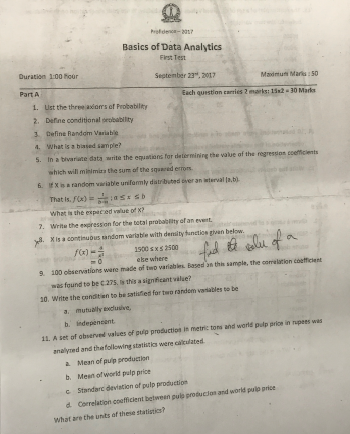 Proficience - 2017
Basics of Data Analytics
First Test
Duration 1:00 hour September 23rd, 2017 Maximum Marks : 50
Part A Each question carries 2 marks: 15x2 = 30 Marks
1. List the three axioms of Probability
2. Define conditional probability
3. Define Random Variable
4. What is a biased sample?
5. In a bivariate data, write the equations for determining the value of the regression coefficients
which will minimize the sum of the squared errors.
6. If X is a random variable uniformly distributed over an interval (a,b).
That is, f(x) = 1/(b-a) ; a ≤ x ≤ b
What is the expected value of X?
7. Write the expression for the total probability of an event.
8. X is a continuous random variable with density function given below.
f(x) = a/x² 1500 ≤ x ≤ 2500
= 0 else where
find the value of a
9. 100 observations were made of two variables. Based on this sample, the correlation coefficient
was found to be 0.275, is this a significant value?
10. Write the condition to be satisfied for two random variables to be
a. mutually exclusive,
b. independent.
11. A set of observed values of pulp production in metric tons and world pulp price in rupees was
analyzed and the following statistics were calculated.
a. Mean of pulp production
b. Mean of world pulp price
c. Standard deviation of pulp production
d. Correlation coefficient between pulp production and world pulp price
What are the units of these statistics?